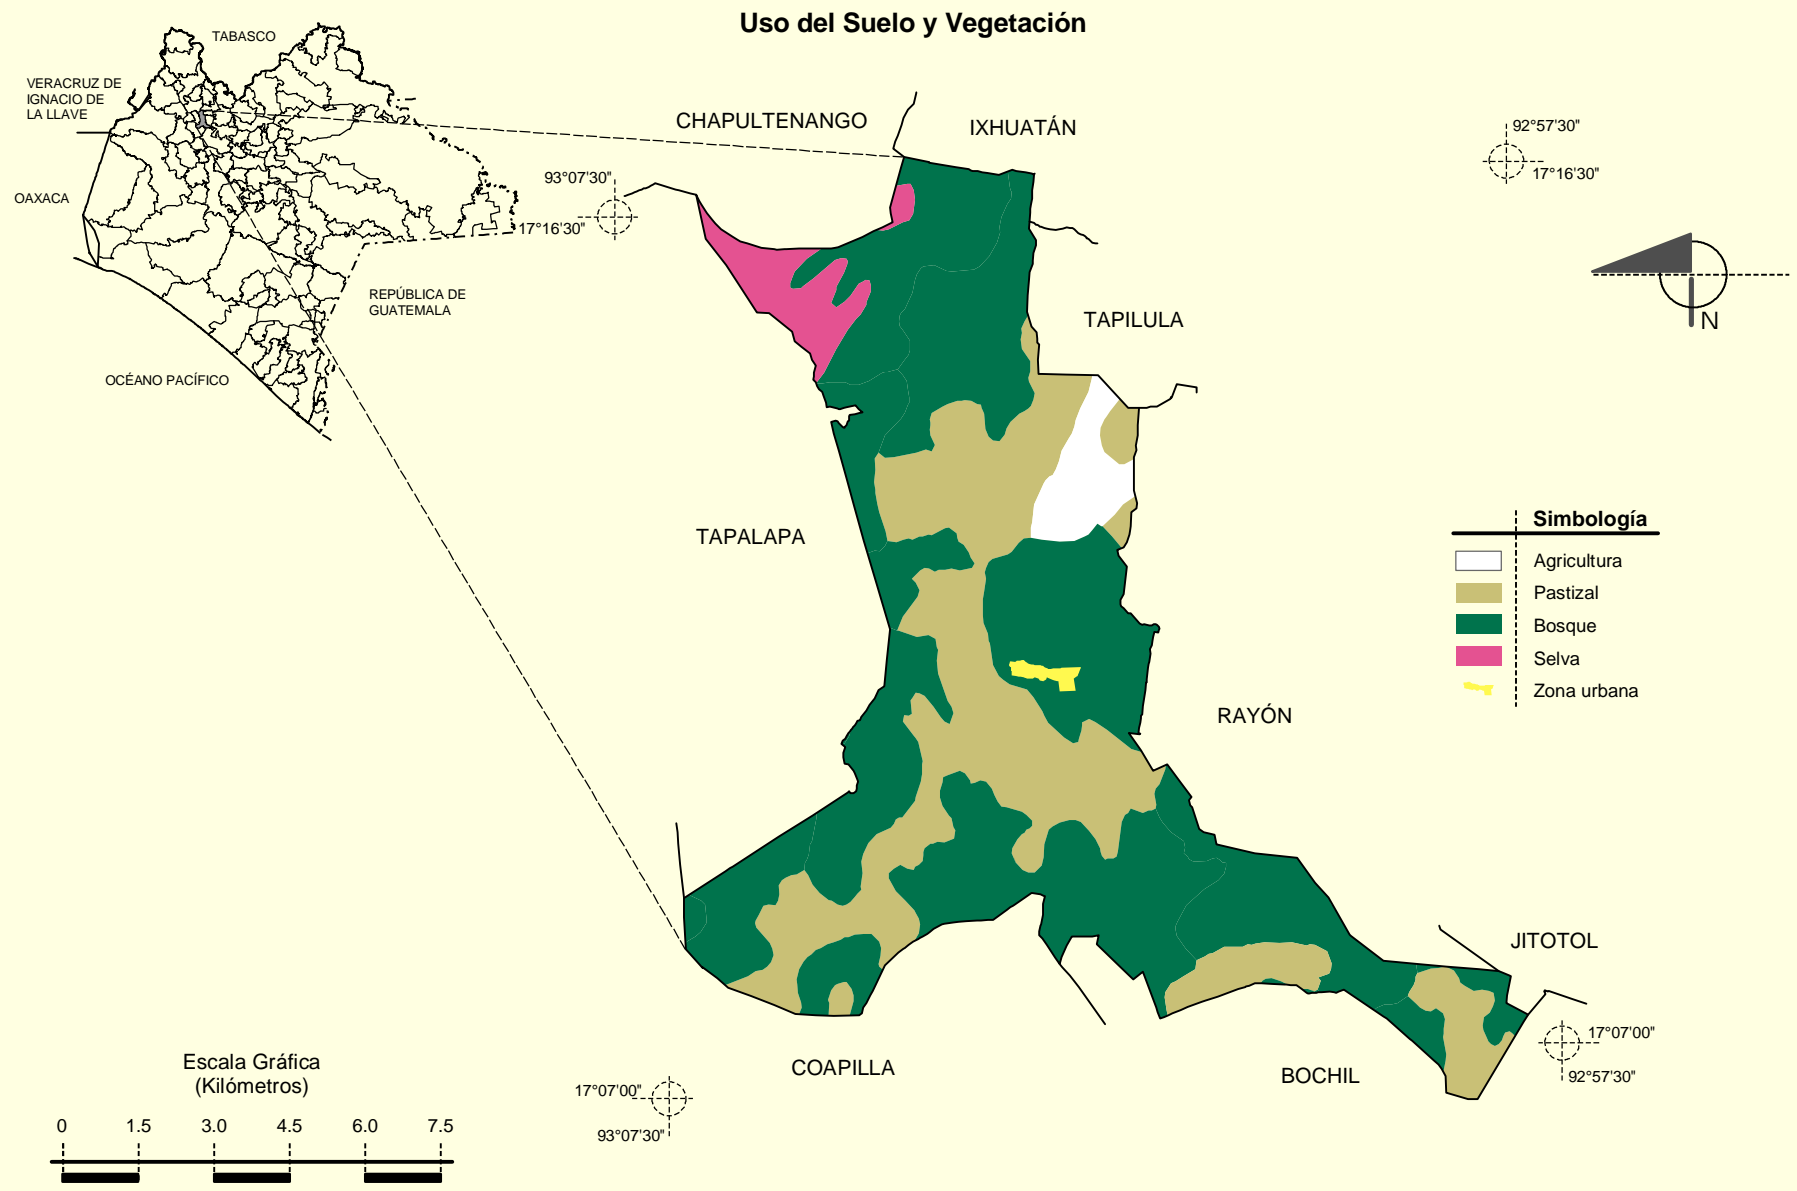 Uso del Suelo y Vegetación
TABASCO
VERACRUZ DE
IGNACIO DE
LA LLAVE
OAXACA
REPÚBLICA DE
GUATEMALA
OCÉANO PACÍFICO
CHAPULTENANGO
IXHUATÁN
93°07'30"
17°16'30"
92°57'30"
17°16'30"
N
TAPILULA
TAPALAPA
RAYÓN
Simbología
Agricultura
Pastizal
Bosque
Selva
Zona urbana
JITOTOL
COAPILLA
BOCHIL
17°07'00"
92°57'30"
17°07'00"
93°07'30"
Escala Gráfica
(Kilómetros)
0 1.5 3.0 4.5 6.0 7.5